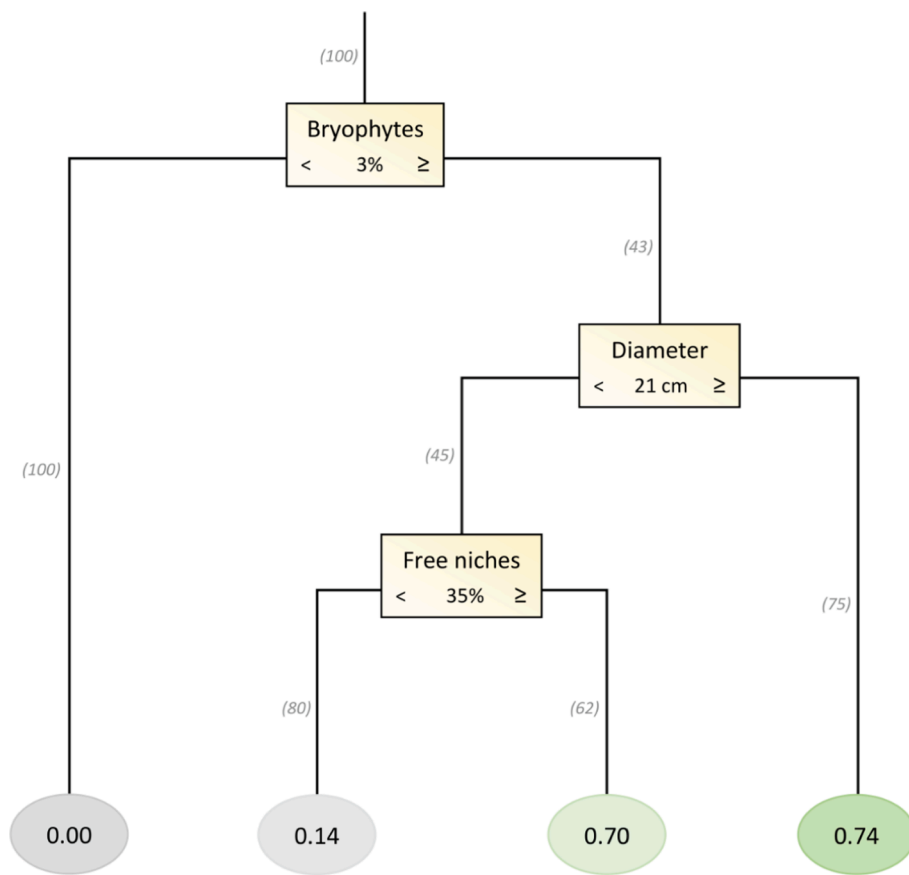 (100)
Bryophytes
< 3% ≥
(43)
Diameter
< 21 cm ≥
(45)
(100)
Free niches
< 35% ≥
(75)
(80)
(62)
0.00
0.14
0.70
0.74